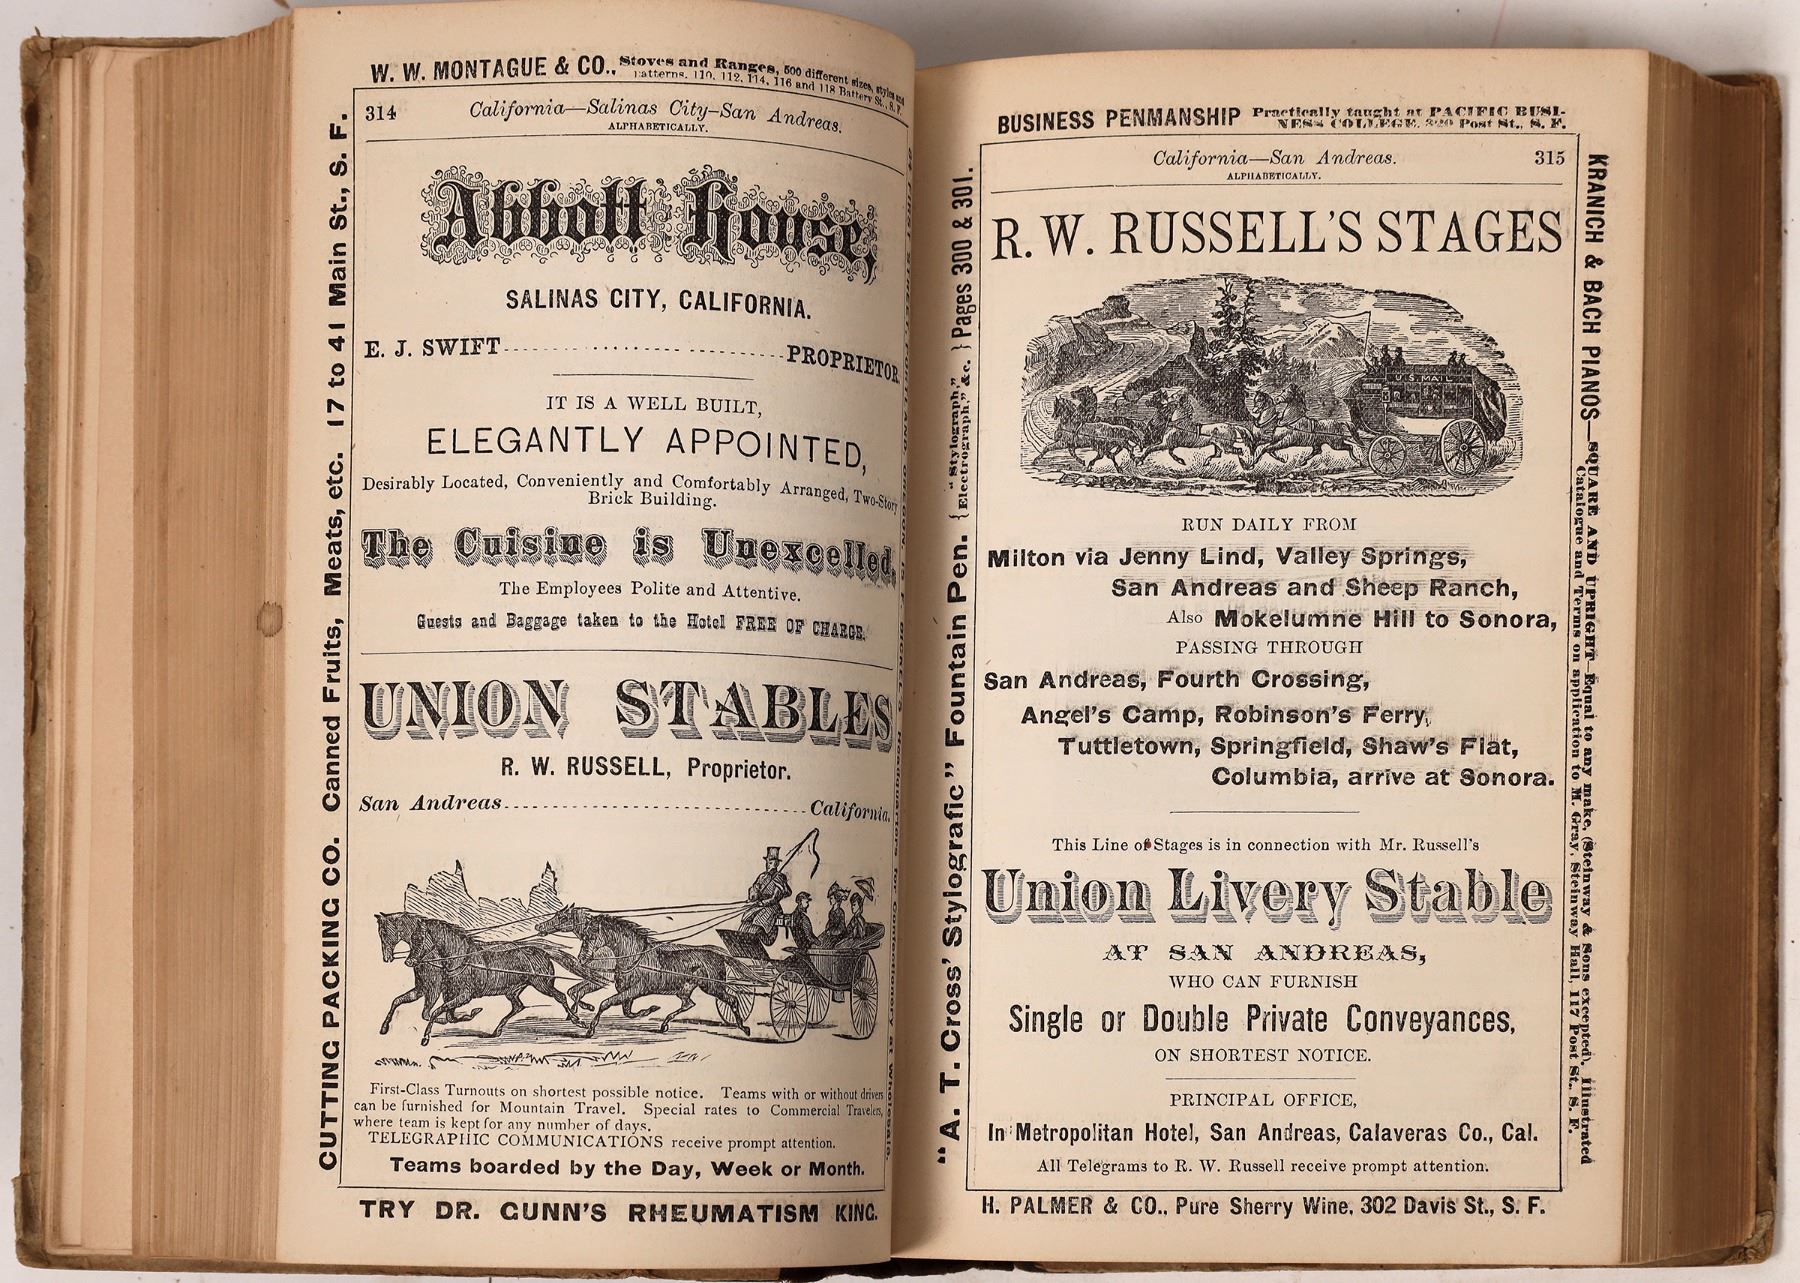 W. W. MONTAGUE & CO., Stoves and Ranges, 500 different sizes, styles and
patterns. 110, 112, 114, 116 and 118 Battery St., S. F.
314 California—Salinas City—San Andreas.
ALPHABETICALLY.
CUTTING PACKING CO. Canned Fruits, Meats, etc. 17 to 41 Main St., S. F.
Abbott House,
SALINAS CITY, CALIFORNIA.
E. J. SWIFT PROPRIETOR
IT IS A WELL BUILT,
ELEGANTLY APPOINTED,
Desirably Located, Conveniently and Comfortably Arranged, Two-Story
Brick Building.
The Cuisine is Unexcelled.
The Employees Polite and Attentive.
Guests and Baggage taken to the Hotel FREE OF CHARGE.
UNION STABLES
R. W. RUSSELL, Proprietor.
San Andreas California.
First-Class Turnouts on shortest possible notice. Teams with or without drivers
can be furnished for Mountain Travel. Special rates to Commercial Travelers,
where team is kept for any number of days.
TELEGRAPHIC COMMUNICATIONS receive prompt attention.
Teams boarded by the Day, Week or Month.
TRY DR. GUNN'S RHEUMATISM KING.
Headquarters for Confectionery at Wholesale.
BUSINESS PENMANSHIP Practically taught at PACIFIC BUSI-
NESS COLLEGE, 320 Post St., S. F.
California—San Andreas. 315
ALPHABETICALLY.
"A. T. Cross' Stylografic" Fountain Pen. { "Stylograph," } Pages 300 & 301.
{ Electrograph," &c. }
R. W. RUSSELL'S STAGES
U.S. MAIL
RUN DAILY FROM
Milton via Jenny Lind, Valley Springs,
San Andreas and Sheep Ranch,
Also Mokelumne Hill to Sonora,
PASSING THROUGH
San Andreas, Fourth Crossing,
Angel's Camp, Robinson's Ferry,
Tuttletown, Springfield, Shaw's Flat,
Columbia, arrive at Sonora.
This Line of Stages is in connection with Mr. Russell's
Union Livery Stable
AT SAN ANDREAS,
WHO CAN FURNISH
Single or Double Private Conveyances,
ON SHORTEST NOTICE.
PRINCIPAL OFFICE,
In Metropolitan Hotel, San Andreas, Calaveras Co., Cal.
All Telegrams to R. W. Russell receive prompt attention.
H. PALMER & CO., Pure Sherry Wine, 302 Davis St., S. F.
KRANICH & BACH PIANOS—SQUARE AND UPRIGHT—Equal to any make, (Steinway & Sons excepted). Illustrated
Catalogue and Terms on application to M. Gray, Steinway Hall, 117 Post St., S. F.